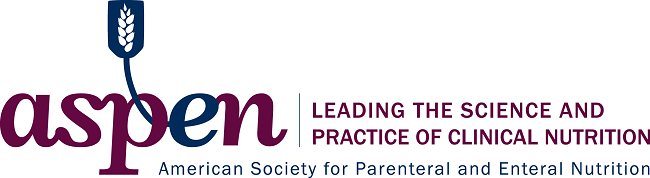 aspen
LEADING THE SCIENCE AND
PRACTICE OF CLINICAL NUTRITION
American Society for Parenteral and Enteral Nutrition